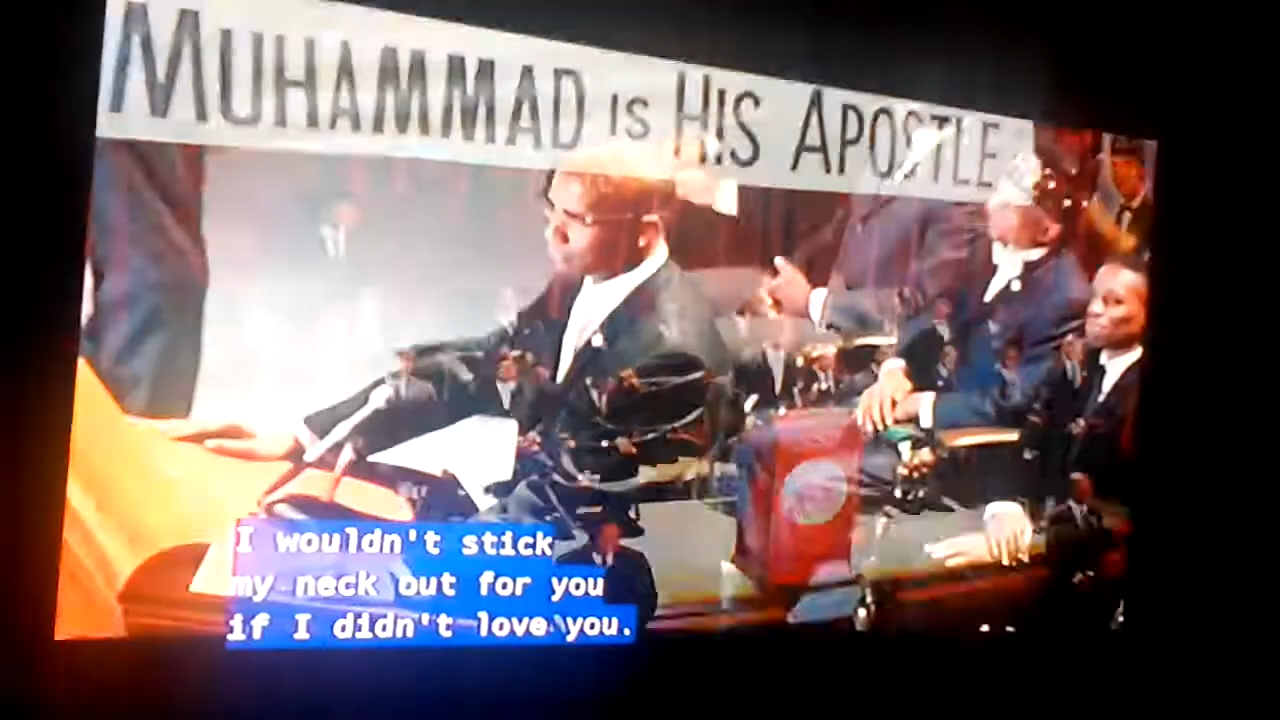 MUHAMMAD IS HIS APOSTLE
I wouldn't stick
my neck out for you
if I didn't love you.